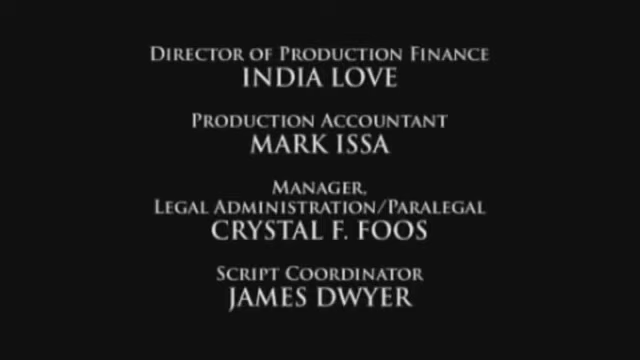 DIRECTOR OF PRODUCTION FINANCE
INDIA LOVE
PRODUCTION ACCOUNTANT
MARK ISSA
MANAGER,
LEGAL ADMINISTRATION/PARALEGAL
CRYSTAL F. FOOS
SCRIPT COORDINATOR
JAMES DWYER